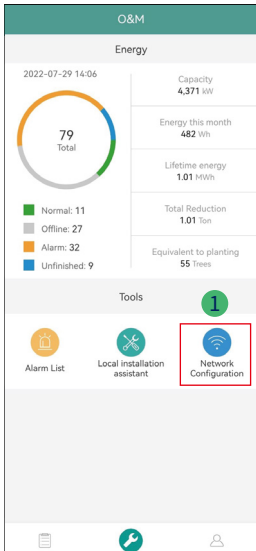 O&M
Energy
2022-07-29 14:06
79
Total
Normal: 11
Offline: 27
Alarm: 32
Unfinished: 9
Capacity
4,371 kW
Energy this month
482 Wh
Lifetime energy
1.01 MWh
Total Reduction
1.01 Ton
Equivalent to planting
55 Trees
Tools
1
Alarm List
Local installation
assistant
Network
Configuration